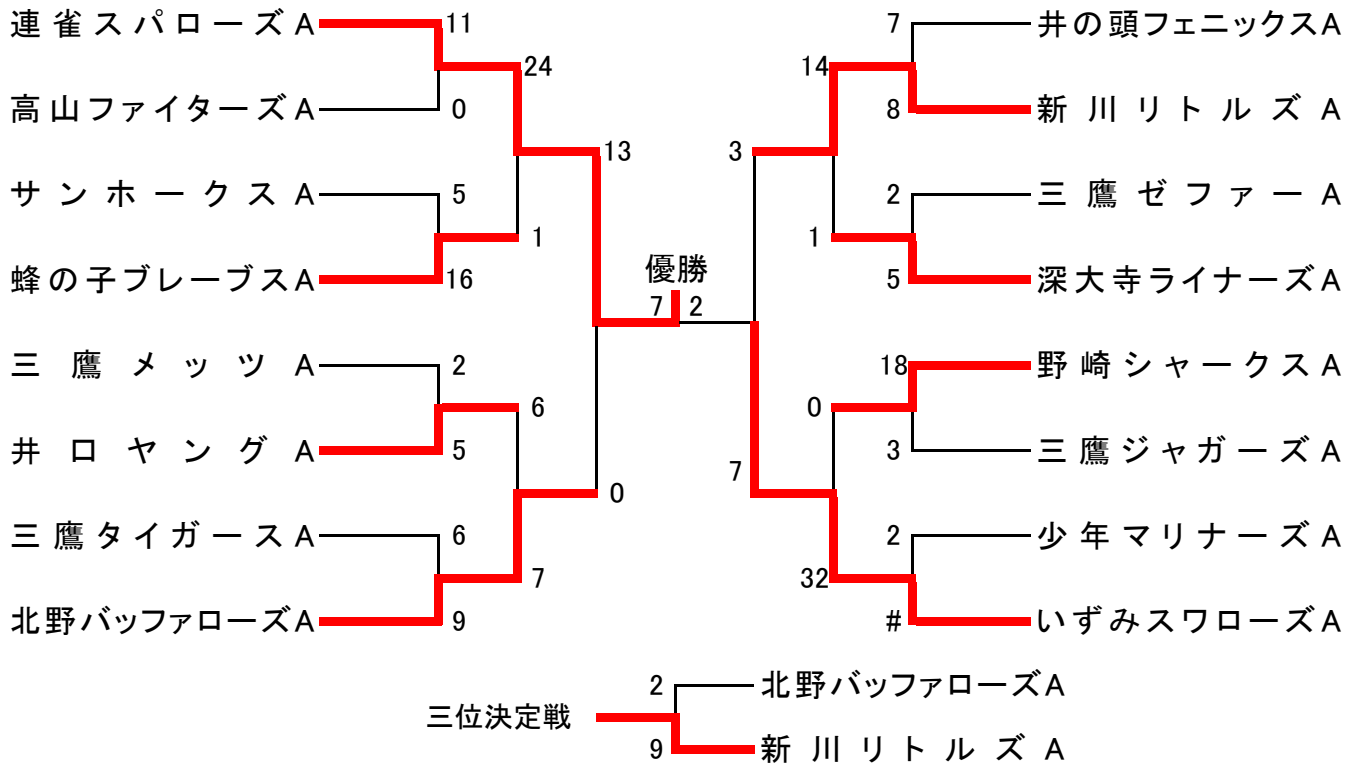 連雀スパローズA 11 7 井の頭フェニックスA
24 14
高山ファイターズA 0 8 新川リトルズA
13 3
サンホークスA 5 2 三鷹ゼファーA
1 1
蜂の子ブレーブスA 16 優勝 5 深大寺ライナーズA
7 2
三鷹メッツA 2 18 野崎シャークスA
6 0
井口ヤングA 5 3 三鷹ジャガーズA
0 7
三鷹タイガースA 6 2 少年マリナーズA
7 32
北野バッファローズA 9 # いずみスワローズA
2 北野バッファローズA
三位決定戦
9 新川リトルズA